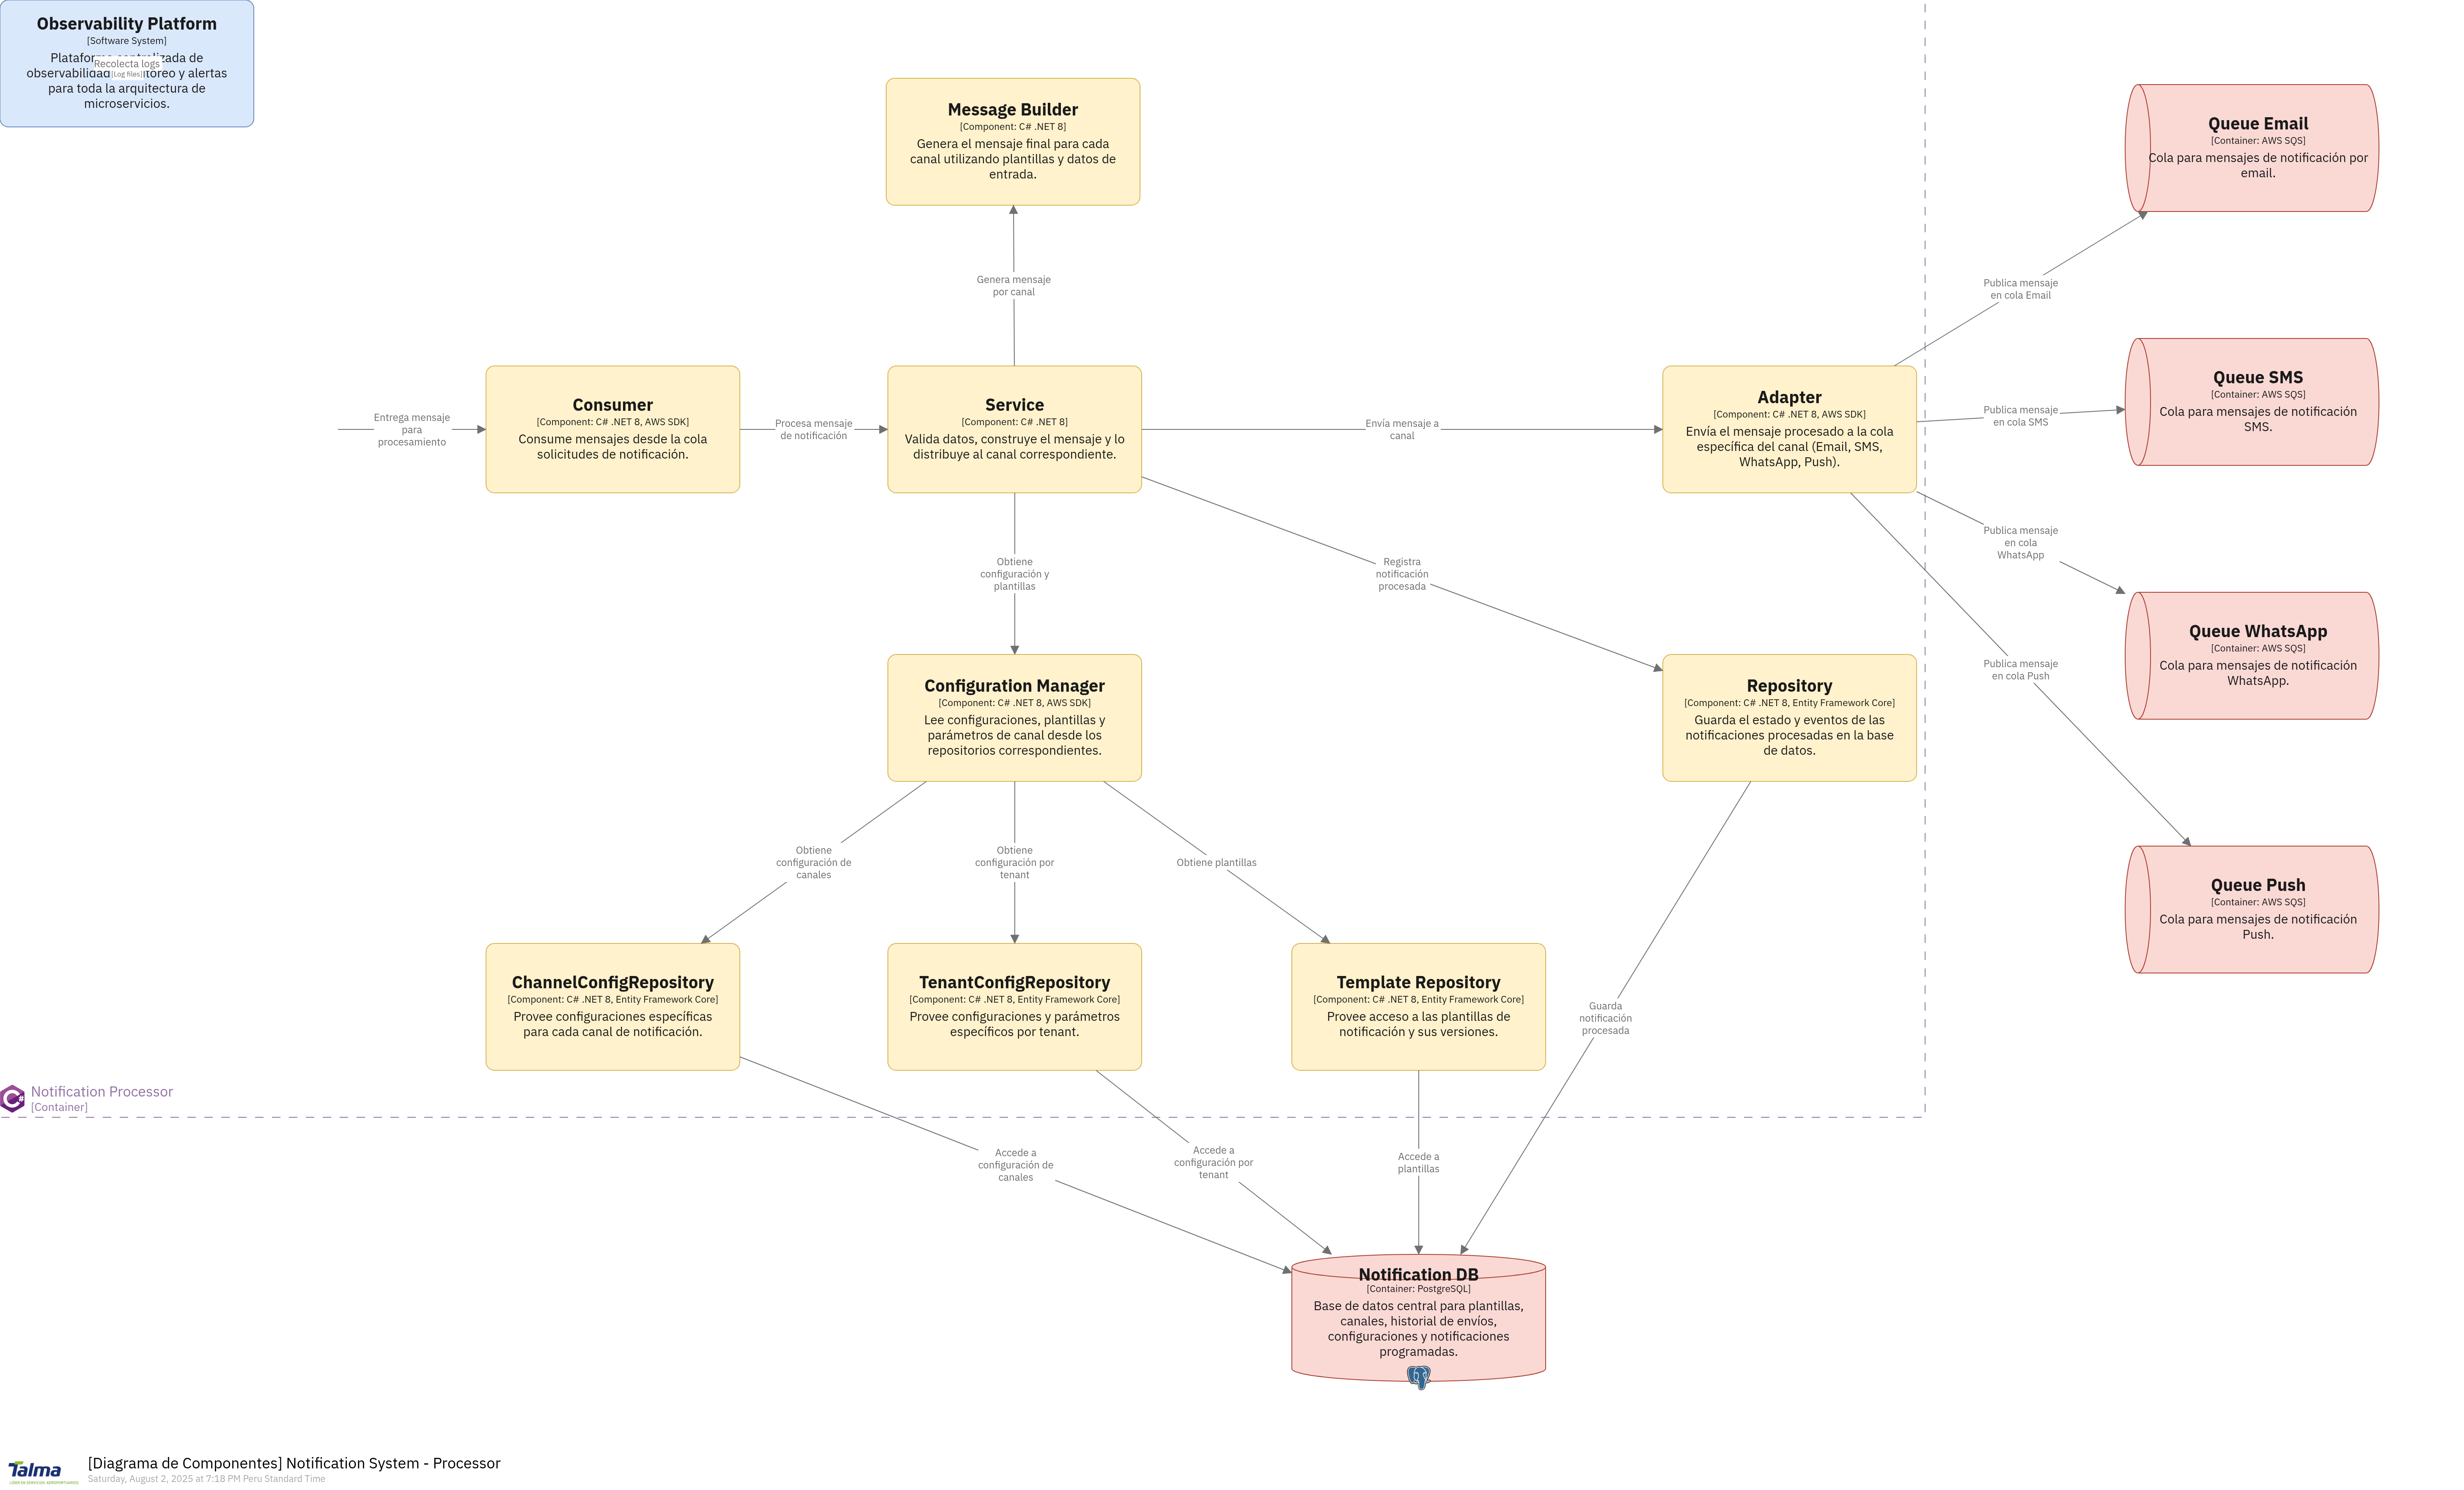 Observability Platform
[Software System]
Recolecta logs
[Log files]
observabilidad
para toda la arquitectura de
microservicios.
Message Builder
[Component: C# .NET 8]
Genera el mensaje final para cada
canal utilizando plantillas y datos de
entrada.
Queue Email
[Container: AWS SQS]
Cola para mensajes de notificación por
email.
Genera mensaje
por canal
Publica mensaje
en cola Email
Entrega mensaje
para
procesamiento
Consumer
[Component: C# .NET 8, AWS SDK]
Consume mensajes desde la cola
solicitudes de notificación.
Procesa mensaje
de notificación
Service
[Component: C# .NET 8]
Valida datos, construye el mensaje y lo
distribuye al canal correspondiente.
Envía mensaje a
canal
Adapter
[Component: C# .NET 8, AWS SDK]
Envía el mensaje procesado a la cola
específica del canal (Email, SMS,
WhatsApp, Push).
Publica mensaje
en cola SMS
Queue SMS
[Container: AWS SQS]
Cola para mensajes de notificación
SMS.
Obtiene
configuración y
plantillas
Registra
notificación
procesada
Publica mensaje
en cola
WhatsApp
Publica mensaje
en cola Push
Queue WhatsApp
[Container: AWS SQS]
Cola para mensajes de notificación
WhatsApp.
Configuration Manager
[Component: C# .NET 8, AWS SDK]
Lee configuraciones, plantillas y
parámetros de canal desde los
repositorios correspondientes.
Repository
[Component: C# .NET 8, Entity Framework Core]
Guarda el estado y eventos de las
notificaciones procesadas en la base
de datos.
Obtiene
configuración de
canales
Obtiene
configuración por
tenant
Obtiene plantillas
Queue Push
[Container: AWS SQS]
Cola para mensajes de notificación
Push.
ChannelConfigRepository
[Component: C# .NET 8, Entity Framework Core]
Provee configuraciones específicas
para cada canal de notificación.
TenantConfigRepository
[Component: C# .NET 8, Entity Framework Core]
Provee configuraciones y parámetros
específicos por tenant.
Template Repository
[Component: C# .NET 8, Entity Framework Core]
Provee acceso a las plantillas de
notificación y sus versiones.
Guarda
notificación
procesada
Notification Processor
[Container]
Accede a
configuración de
canales
Accede a
configuración por
tenant
Accede a
plantillas
Notification DB
[Container: PostgreSQL]
Base de datos central para plantillas,
canales, historial de envíos,
configuraciones y notificaciones
programadas.
Talma
LÍDER EN SERVICIOS AEROPORTUARIOS
[Diagrama de Componentes] Notification System - Processor
Saturday, August 2, 2025 at 7:18 PM Peru Standard Time